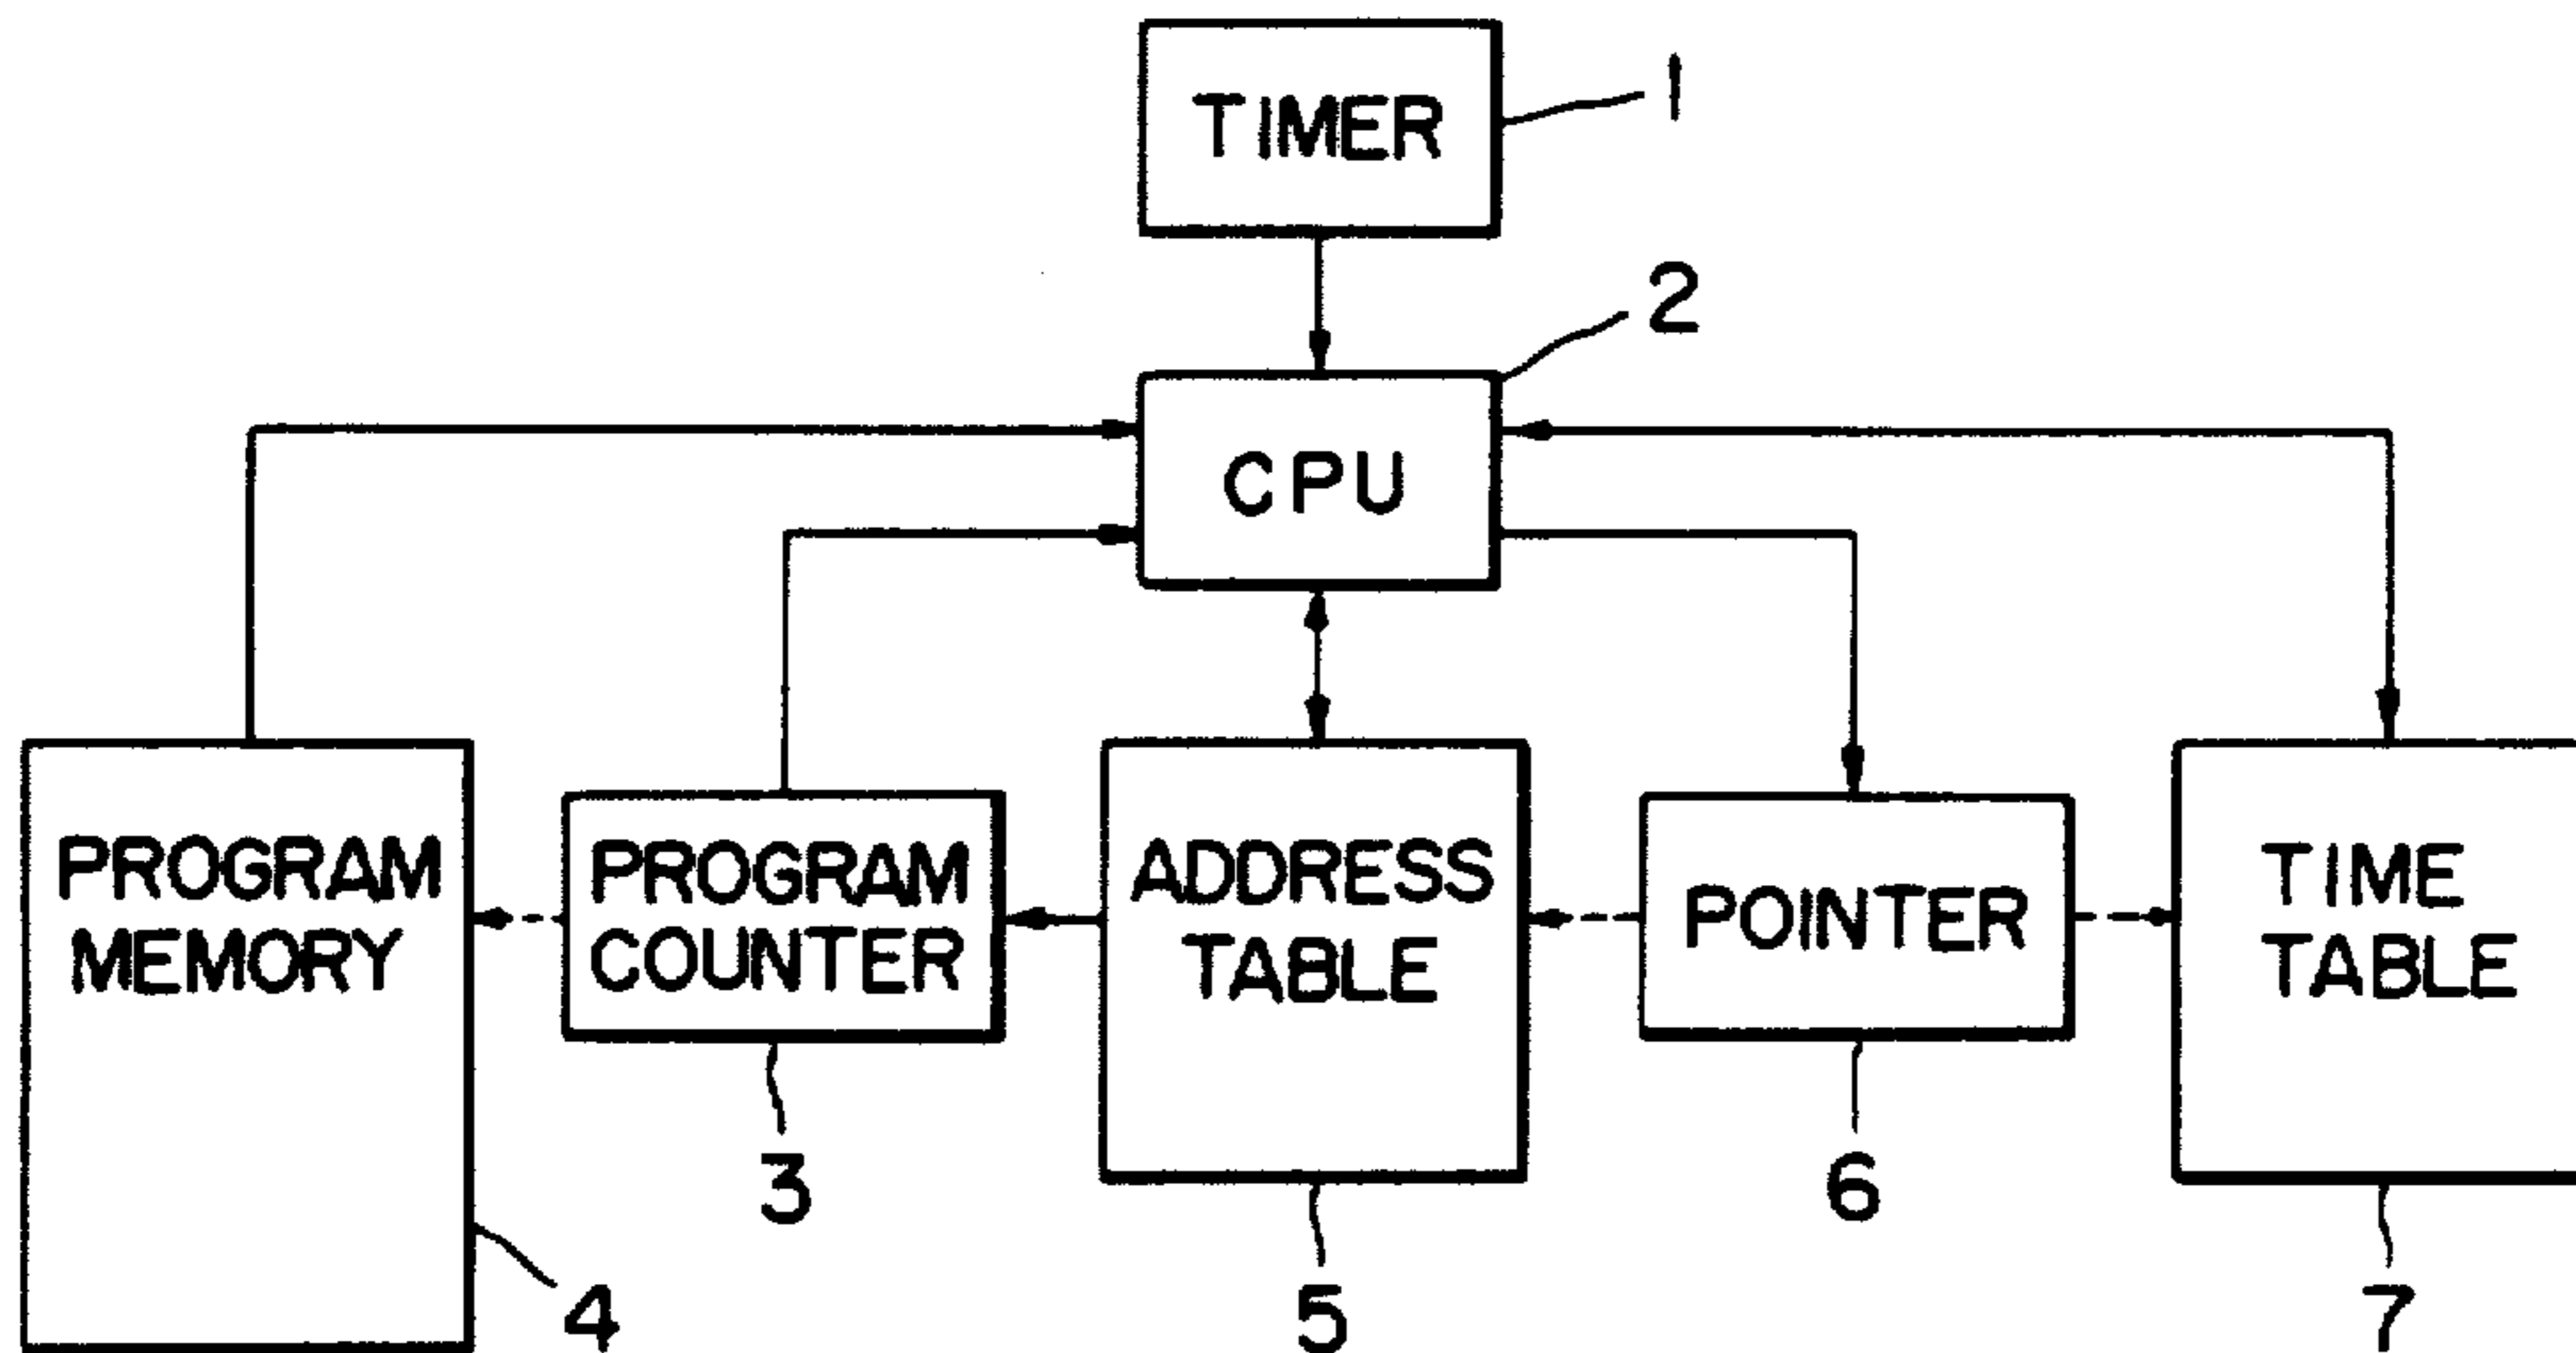 TIMER
1
2
CPU
PROGRAM
MEMORY
PROGRAM
COUNTER
ADDRESS
TABLE
POINTER
TIME
TABLE
3
6
4
5
7